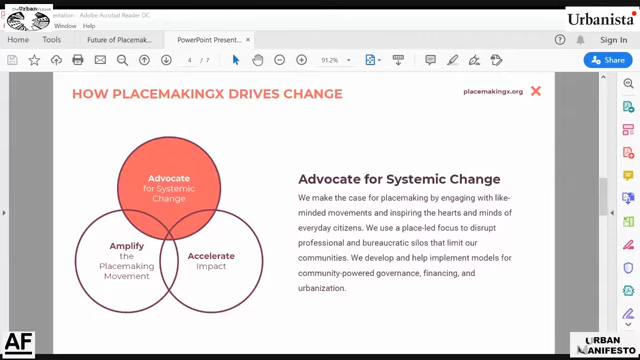 theUrban
Urbanista
entation - Adobe Acrobat Reader DC
Window Help
Home Tools Future of Placemak... PowerPoint Present... × Sign In
4 / 7 91.2% Share
HOW PLACEMAKINGX DRIVES CHANGE
placemakingx.org
Advocate
for Systemic
Change
Amplify
the
Placemaking
Movement
Accelerate
Impact
Advocate for Systemic Change
We make the case for placemaking by engaging with like-
minded movements and inspiring the hearts and minds of
everyday citizens. We use a place-led focus to disrupt
professional and bureaucratic silos that limit our
communities. We develop and help implement models for
community-powered governance, financing, and
urbanization.
AF
URBAN
MANIFESTO